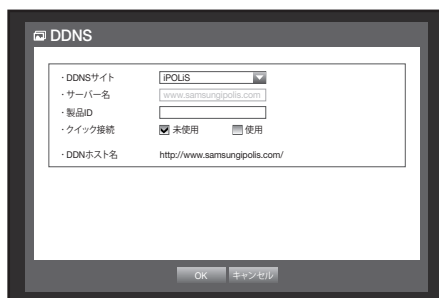 DDNS
・DDNSサイト iPOLiS
・サーバー名 www.samsungipolis.com
・製品ID
・クイック接続 未使用 使用
・DDNホスト名 http://www.samsungipolis.com/
OK キャンセル